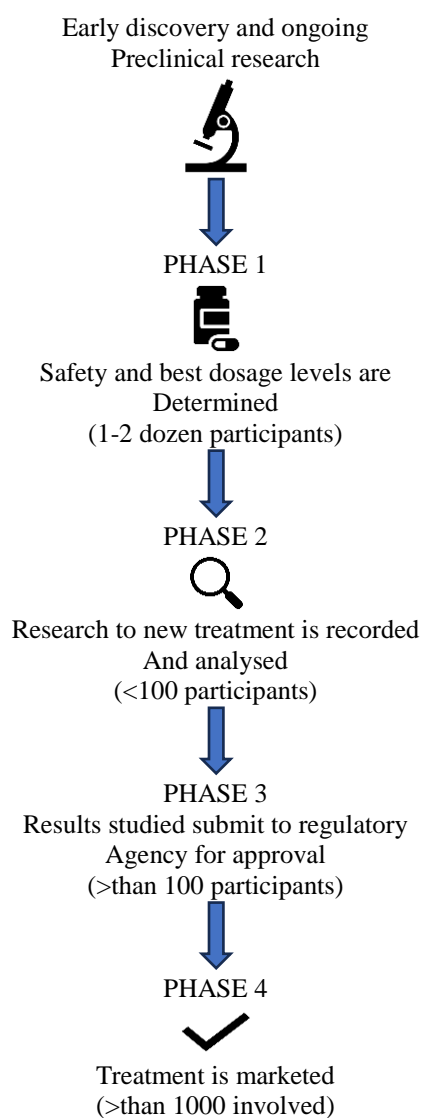 Early discovery and ongoing
Preclinical research
PHASE 1
Safety and best dosage levels are
Determined
(1-2 dozen participants)
PHASE 2
Research to new treatment is recorded
And analysed
(<100 participants)
PHASE 3
Results studied submit to regulatory
Agency for approval
(>than 100 participants)
PHASE 4
Treatment is marketed
(>than 1000 involved)